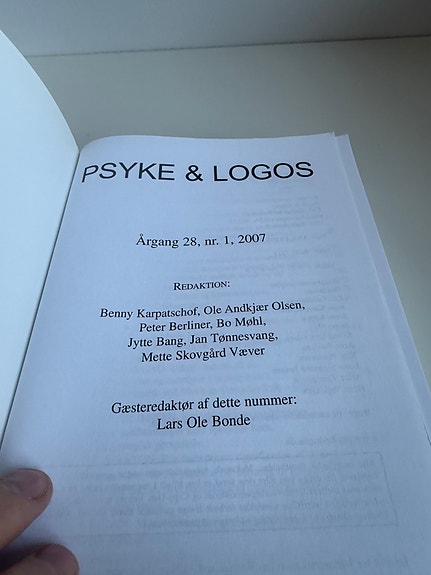 PSYKE & LOGOS
Årgang 28, nr. 1, 2007
REDAKTION:
Benny Karpatschof, Ole Andkjær Olsen,
Peter Berliner, Bo Møhl,
Jytte Bang, Jan Tønnesvang,
Mette Skovgård Væver
Gæsteredaktør af dette nummer:
Lars Ole Bonde